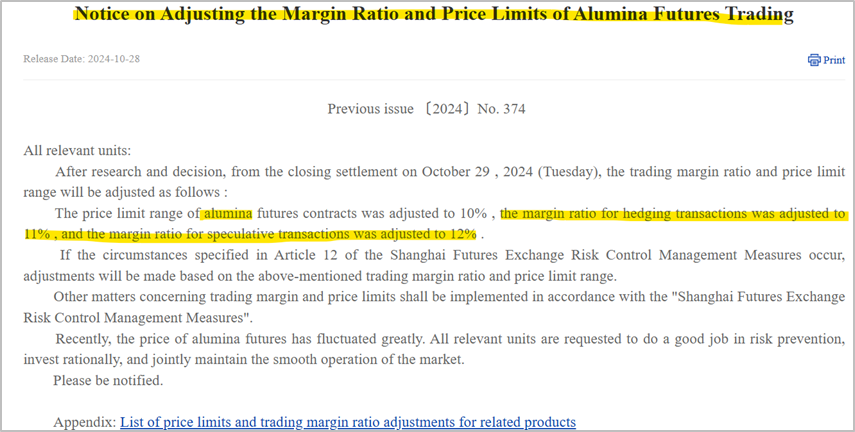 Notice on Adjusting the Margin Ratio and Price Limits of Alumina Futures Trading
Release Date: 2024-10-28
Print
Previous issue 〔2024〕No. 374
All relevant units:
After research and decision, from the closing settlement on October 29 , 2024 (Tuesday), the trading margin ratio and price limit
range will be adjusted as follows :
The price limit range of alumina futures contracts was adjusted to 10% , the margin ratio for hedging transactions was adjusted to
11% , and the margin ratio for speculative transactions was adjusted to 12% .
If the circumstances specified in Article 12 of the Shanghai Futures Exchange Risk Control Management Measures occur,
adjustments will be made based on the above-mentioned trading margin ratio and price limit range.
Other matters concerning trading margin and price limits shall be implemented in accordance with the "Shanghai Futures Exchange
Risk Control Management Measures".
Recently, the price of alumina futures has fluctuated greatly. All relevant units are requested to do a good job in risk prevention,
invest rationally, and jointly maintain the smooth operation of the market.
Please be notified.
Appendix: List of price limits and trading margin ratio adjustments for related products